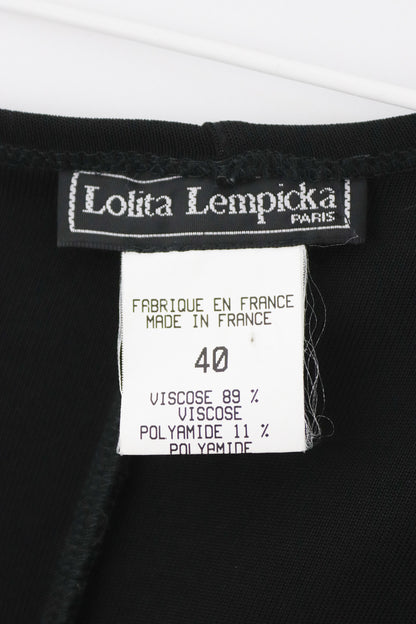 Lolita Lempicka
PARIS
FABRIQUE EN FRANCE
MADE IN FRANCE
40
VISCOSE 89 %
VISCOSE
POLYAMIDE 11 %
POLYAMIDE